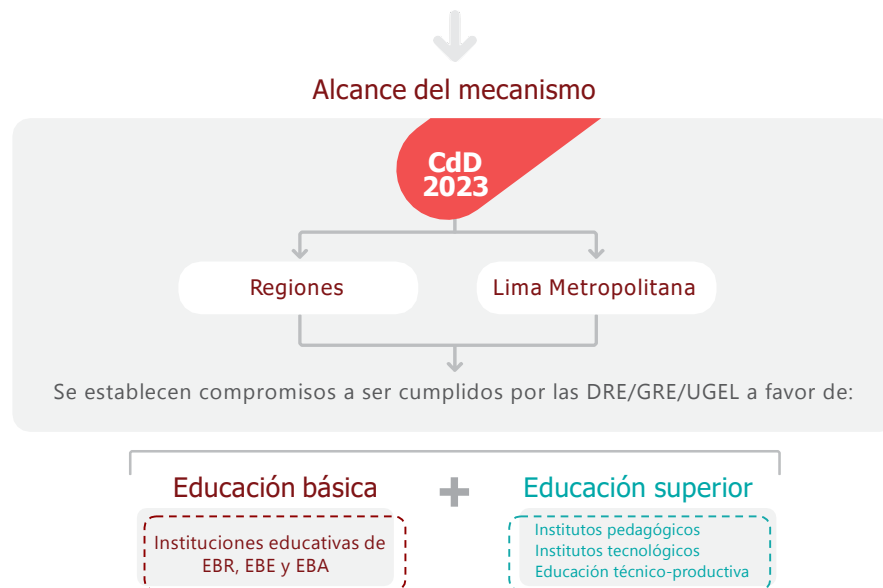 Alcance del mecanismo
CdD
2023
Regiones
Lima Metropolitana
Se establecen compromisos a ser cumplidos por las DRE/GRE/UGEL a favor de:
Educación básica
+
Educación superior
Instituciones educativas de
EBR, EBE y EBA
Institutos pedagógicos
Institutos tecnológicos
Educación técnico-productiva